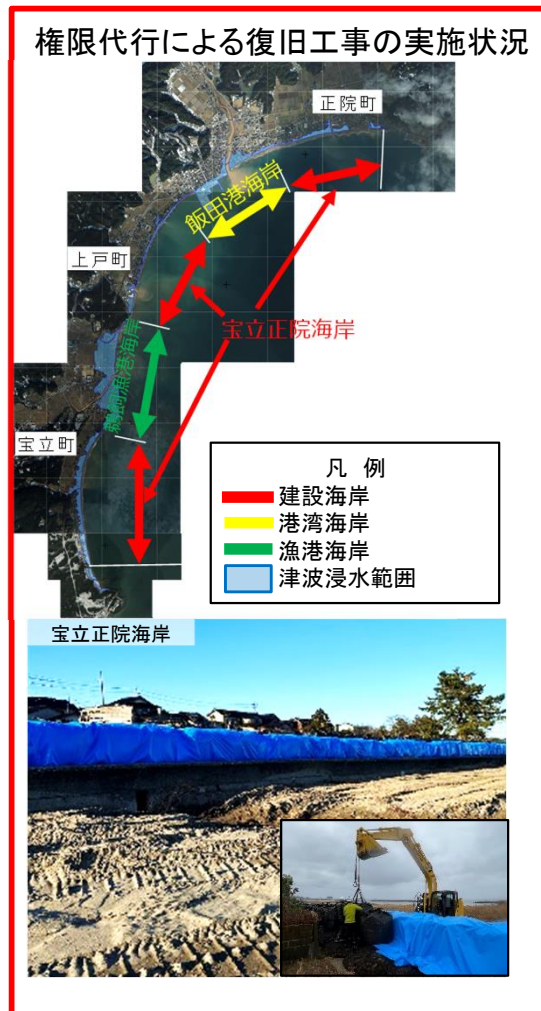 権限代行による復旧工事の実施状況
正院町
飯田港海岸
上戸町
宝立正院海岸
鵜飼漁港海岸
宝立町
凡 例
建設海岸
港湾海岸
漁港海岸
津波浸水範囲
宝立正院海岸